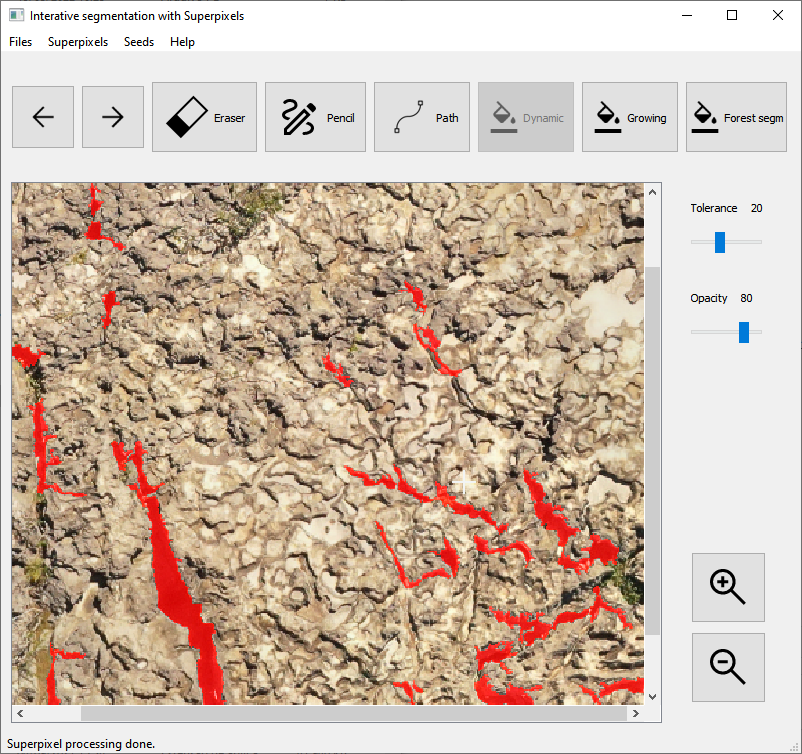 Interative segmentation with Superpixels
Files Superpixels Seeds Help
Eraser Pencil Path Dynamic Growing Forest segm
Tolerance 20
Opacity 80
Superpixel processing done.